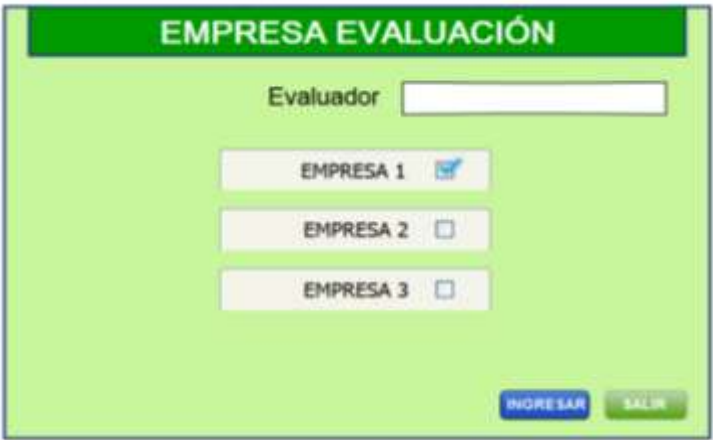 EMPRESA EVALUACIÓN
Evaluador
EMPRESA 1
EMPRESA 2
EMPRESA 3
INGRESAR SALIR